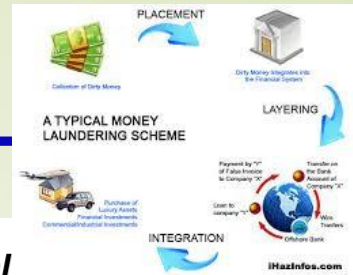 PLACEMENT
Collection of Dirty Money
Dirty Money Integrates into
the Financial System
A TYPICAL MONEY
LAUNDERING SCHEME
LAYERING
Payment by "Y"
of False Invoice
to Company "X"
Transfer on
the Bank
Account of
Company "X"
Loan to
company "Y"
Wire
Transfers
Offshore Bank
Purchase of
Luxury Assets
Financial Investments
Commercial/Industrial Investments
INTEGRATION
iHazInfos.com